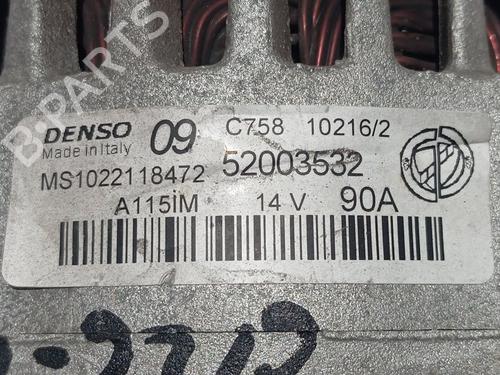 DENSO 09 C758 10216/2
Made in Italy
MS1022118472 52003532
A115iM 14 V 90A
B-PARTS